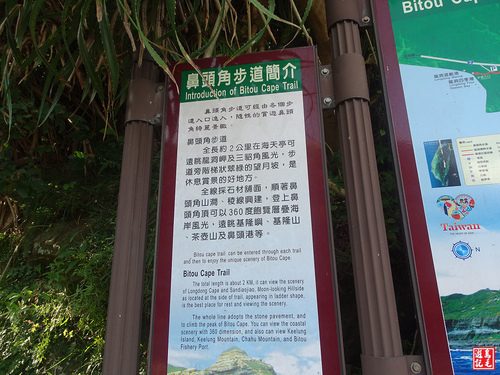 鼻頭角步道簡介
Introduction of Bitou Cape Trail
鼻頭角步道可經由各個步
道入口進入，隨性的賞遊鼻頭
角綺麗景緻。
鼻頭角步道
全長約2公里在海天亭可
遠眺龍洞岬及三貂角風光，步
道旁階梯狀翠綠的望月坡，是
休息賞景的好地方。
全線採石材舖面，順著鼻
頭角山澗、稜線興建，登上鼻
頭角頂可以360度飽覽層疊海
岸風光，遠眺基隆嶼、基隆山
、茶壺山及鼻頭港等。
Bitou cape trail can be entered through each trail
and then to enjoy the unique scenery of Bitou Cape.
Bitou Cape Trail
The total length is about 2 KM, it can view the scenery
of Longdong Cape and Sandiaojiao, Moon-looking Hillside
as located at the side of trail, appearing in ladder shape,
is the best place for rest and viewing the scenery.
The whole line adopts the stone pavement, and
to climb the peak of Bitou Cape. You can view the coastal
scenery with 360 dimension, and also can view Keelung
Island, Keelung Mountain, Chahu Mountain, and Bitou
Fishery Port.
Bitou Cap
Taiwan
N